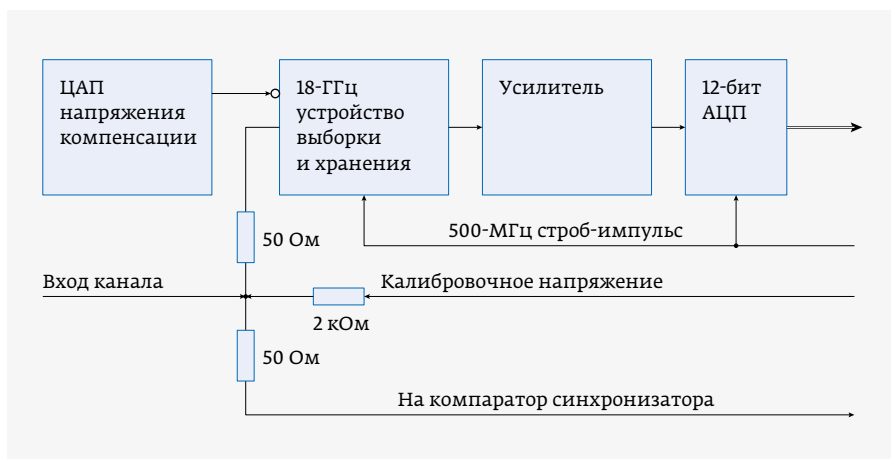 ЦАП
напряжения
компенсации
18-ГГц
устройство
выборки
и хранения
Усилитель
12-бит
АЦП
50 Ом
500-МГц строб-импульс
Вход канала
Калибровочное напряжение
2 кОм
50 Ом
На компаратор синхронизатора